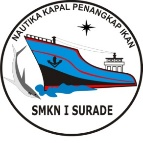 NAUTIKA KAPAL PENANGKAP IKAN
SMKN I SURADE